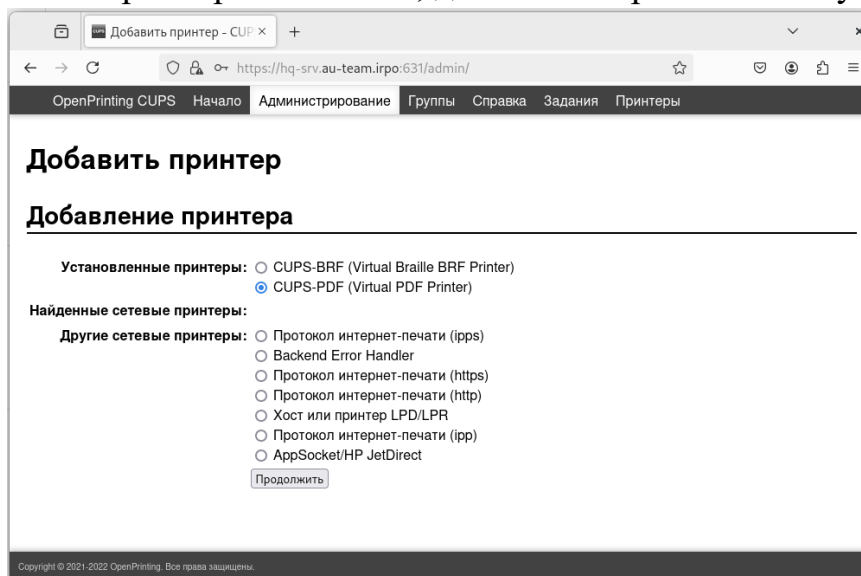 Добавить принтер - CUP
https://hq-srv.au-team.irpo:631/admin/
OpenPrinting CUPS Начало Администрирование Группы Справка Задания Принтеры
Добавить принтер
Добавление принтера
Установленные принтеры: CUPS-BRF (Virtual Braille BRF Printer)
CUPS-PDF (Virtual PDF Printer)
Найденные сетевые принтеры:
Другие сетевые принтеры: Протокол интернет-печати (ipps)
Backend Error Handler
Протокол интернет-печати (https)
Протокол интернет-печати (http)
Хост или принтер LPD/LPR
Протокол интернет-печати (ipp)
AppSocket/HP JetDirect
Продолжить
Copyright © 2021-2022 OpenPrinting. Все права защищены.